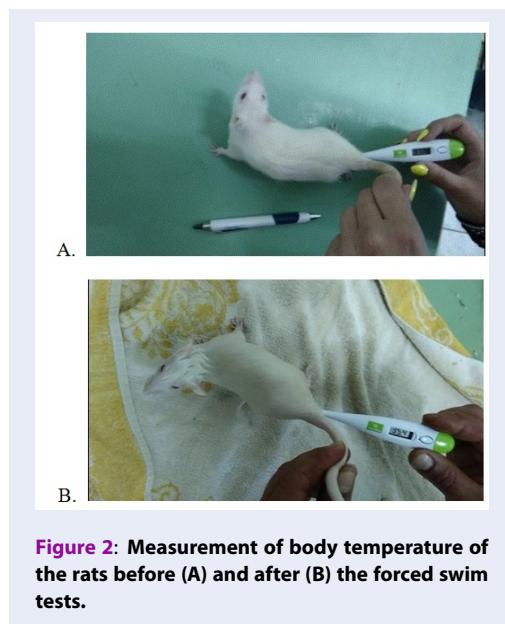 A.
B.
Figure 2: Measurement of body temperature of
the rats before (A) and after (B) the forced swim
tests.